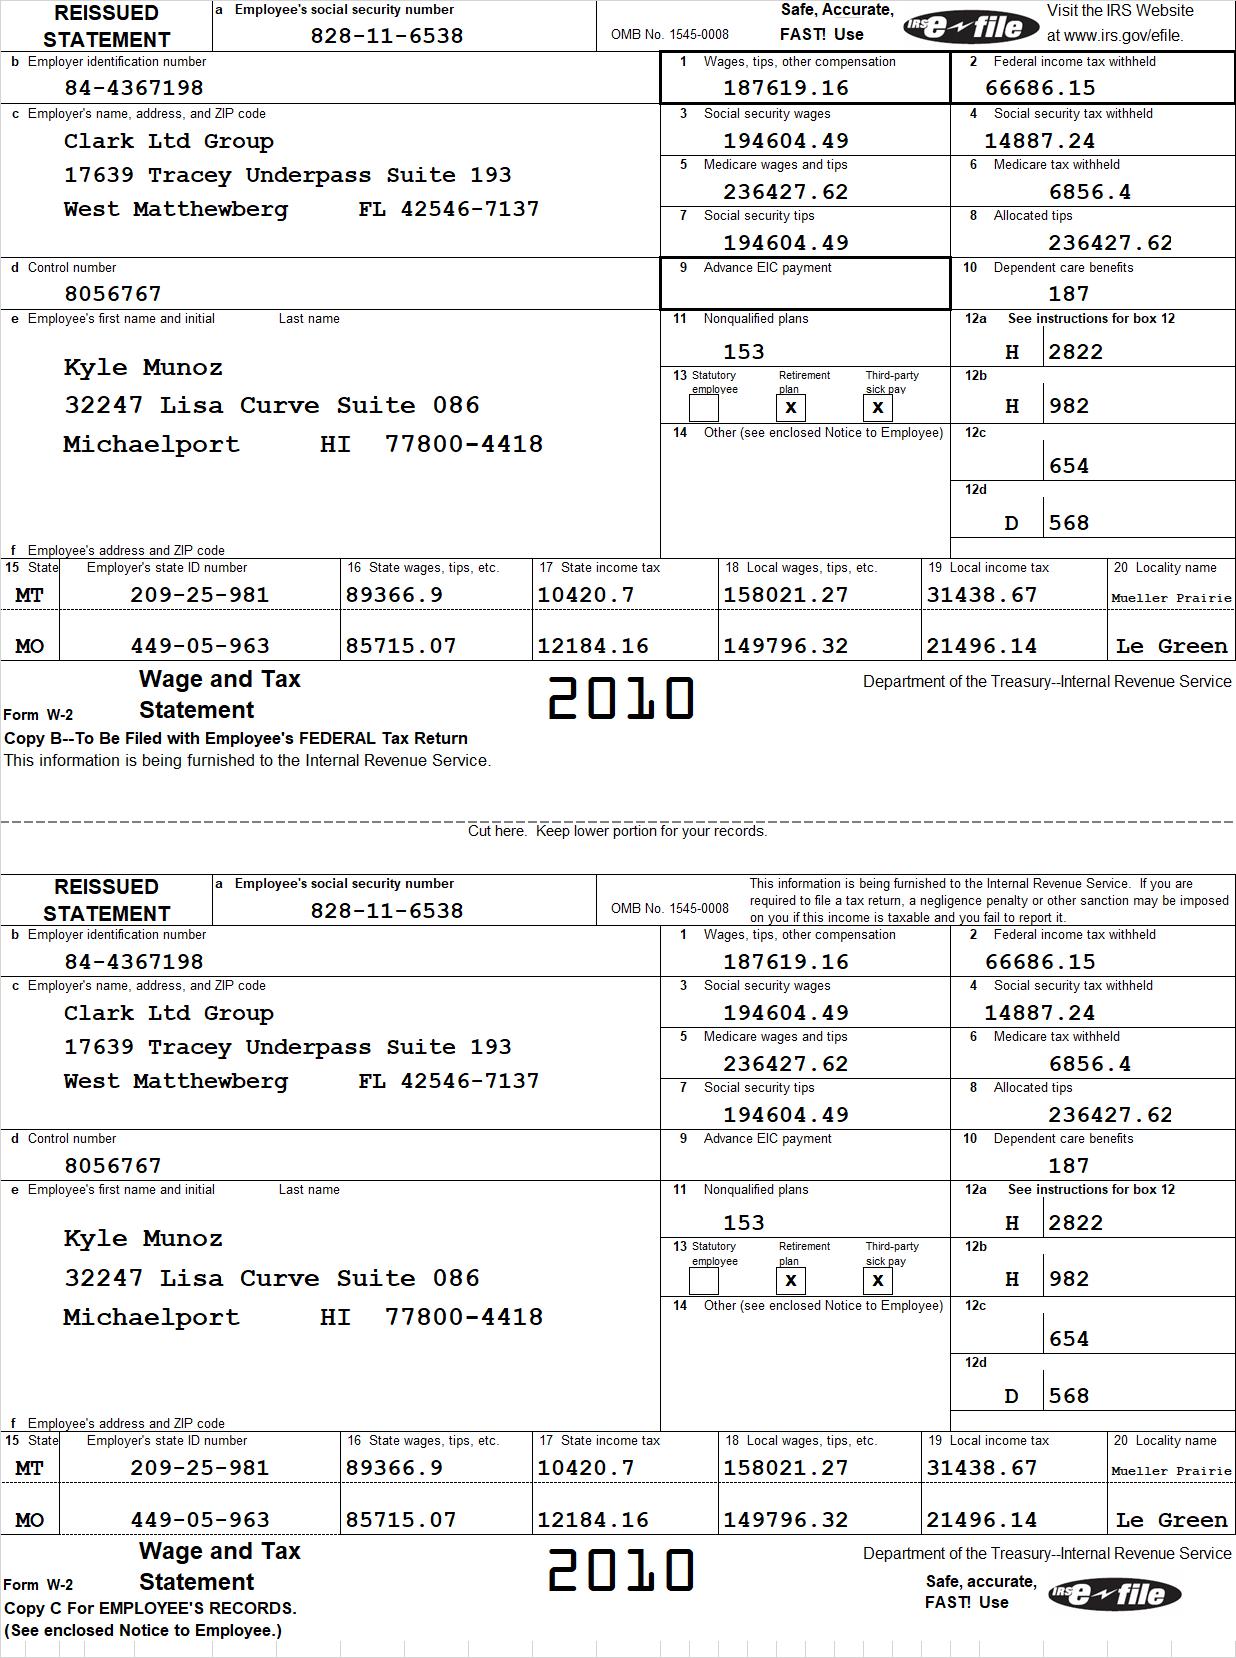 REISSUED STATEMENT
a Employee's social security number
828-11-6538
OMB No. 1545-0008
Safe, Accurate, FAST! Use
IRS e-file
Visit the IRS Website at www.irs.gov/efile.
b Employer identification number
84-4367198
1 Wages, tips, other compensation
187619.16
2 Federal income tax withheld
66686.15
c Employer's name, address, and ZIP code
Clark Ltd Group
17639 Tracey Underpass Suite 193
West Matthewberg FL 42546-7137
3 Social security wages
194604.49
4 Social security tax withheld
14887.24
5 Medicare wages and tips
236427.62
6 Medicare tax withheld
6856.4
7 Social security tips
194604.49
8 Allocated tips
236427.62
d Control number
8056767
9 Advance EIC payment
10 Dependent care benefits
187
e Employee's first name and initial Last name
Kyle Munoz
32247 Lisa Curve Suite 086
Michaelport HI 77800-4418
f Employee's address and ZIP code
11 Nonqualified plans
153
12a See instructions for box 12
H 2822
13 Statutory employee
Retirement plan
X
Third-party sick pay
X
12b
H 982
14 Other (see enclosed Notice to Employee)
12c
654
12d
D 568
15 State Employer's state ID number 16 State wages, tips, etc. 17 State income tax 18 Local wages, tips, etc. 19 Local income tax 20 Locality name
MT 209-25-981 89366.9 10420.7 158021.27 31438.67 Mueller Prairie
MO 449-05-963 85715.07 12184.16 149796.32 21496.14 Le Green
Form W-2
Wage and Tax Statement
2010
Department of the Treasury--Internal Revenue Service
Copy B--To Be Filed with Employee's FEDERAL Tax Return
This information is being furnished to the Internal Revenue Service.
Cut here. Keep lower portion for your records.
REISSUED STATEMENT
a Employee's social security number
828-11-6538
OMB No. 1545-0008
This information is being furnished to the Internal Revenue Service. If you are
required to file a tax return, a negligence penalty or other sanction may be imposed
on you if this income is taxable and you fail to report it.
b Employer identification number
84-4367198
1 Wages, tips, other compensation
187619.16
2 Federal income tax withheld
66686.15
c Employer's name, address, and ZIP code
Clark Ltd Group
17639 Tracey Underpass Suite 193
West Matthewberg FL 42546-7137
3 Social security wages
194604.49
4 Social security tax withheld
14887.24
5 Medicare wages and tips
236427.62
6 Medicare tax withheld
6856.4
7 Social security tips
194604.49
8 Allocated tips
236427.62
d Control number
8056767
9 Advance EIC payment
10 Dependent care benefits
187
e Employee's first name and initial Last name
Kyle Munoz
32247 Lisa Curve Suite 086
Michaelport HI 77800-4418
f Employee's address and ZIP code
11 Nonqualified plans
153
12a See instructions for box 12
H 2822
13 Statutory employee
Retirement plan
X
Third-party sick pay
X
12b
H 982
14 Other (see enclosed Notice to Employee)
12c
654
12d
D 568
15 State Employer's state ID number 16 State wages, tips, etc. 17 State income tax 18 Local wages, tips, etc. 19 Local income tax 20 Locality name
MT 209-25-981 89366.9 10420.7 158021.27 31438.67 Mueller Prairie
MO 449-05-963 85715.07 12184.16 149796.32 21496.14 Le Green
Form W-2
Wage and Tax Statement
2010
Department of the Treasury--Internal Revenue Service
Copy C For EMPLOYEE'S RECORDS.
(See enclosed Notice to Employee.)
Safe, accurate, FAST! Use
IRS e-file